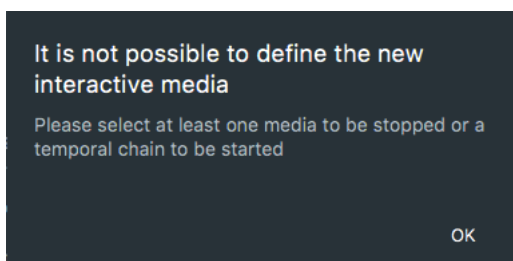 It is not possible to define the new
interactive media
Please select at least one media to be stopped or a
temporal chain to be started
OK